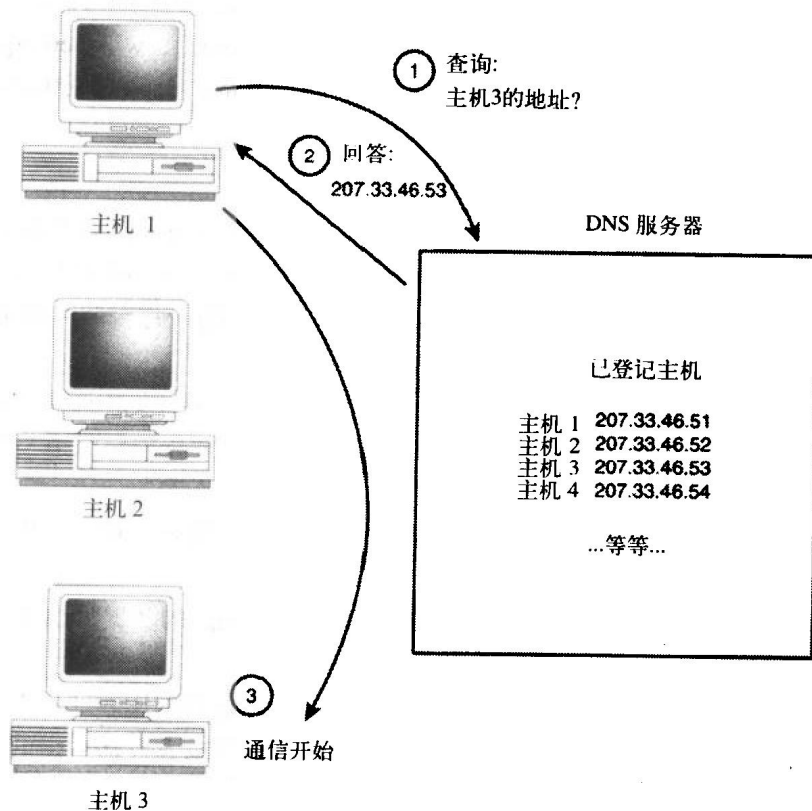 1 查询:
主机3的地址?
2 回答:
207.33.46.53
主机 1
DNS 服务器
已登记主机
主机 1 207.33.46.51
主机 2 207.33.46.52
主机 3 207.33.46.53
主机 4 207.33.46.54
...等等...
主机 2
3
通信开始
主机 3